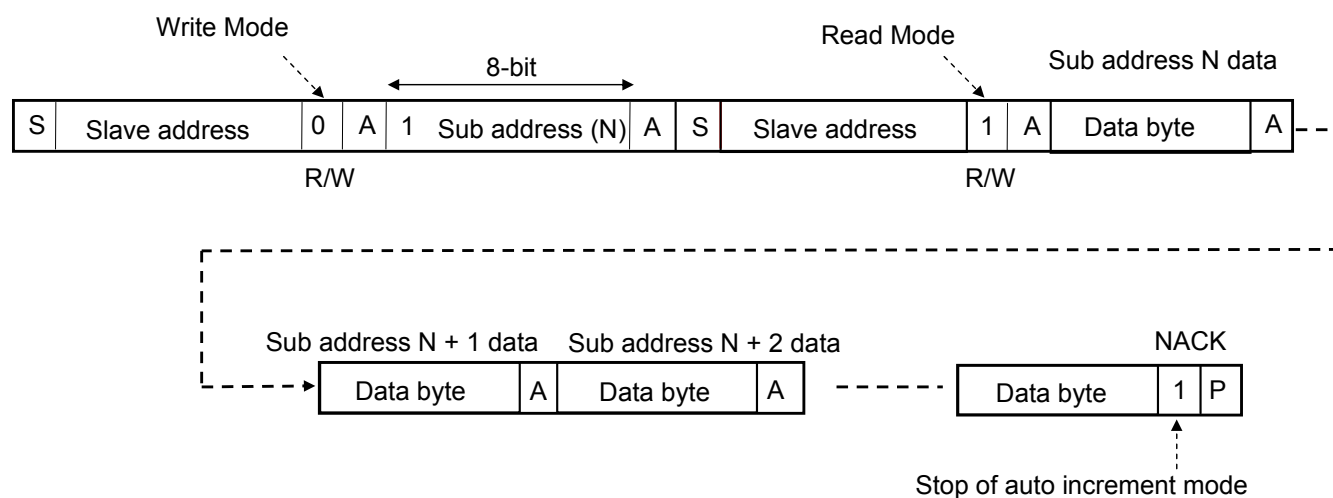 Write Mode
Read Mode
8-bit
Sub address N data
S Slave address 0 A 1 Sub address (N) A S Slave address 1 A Data byte A
R/W R/W
Sub address N + 1 data Sub address N + 2 data NACK
Data byte A Data byte A Data byte 1 P
Stop of auto increment mode